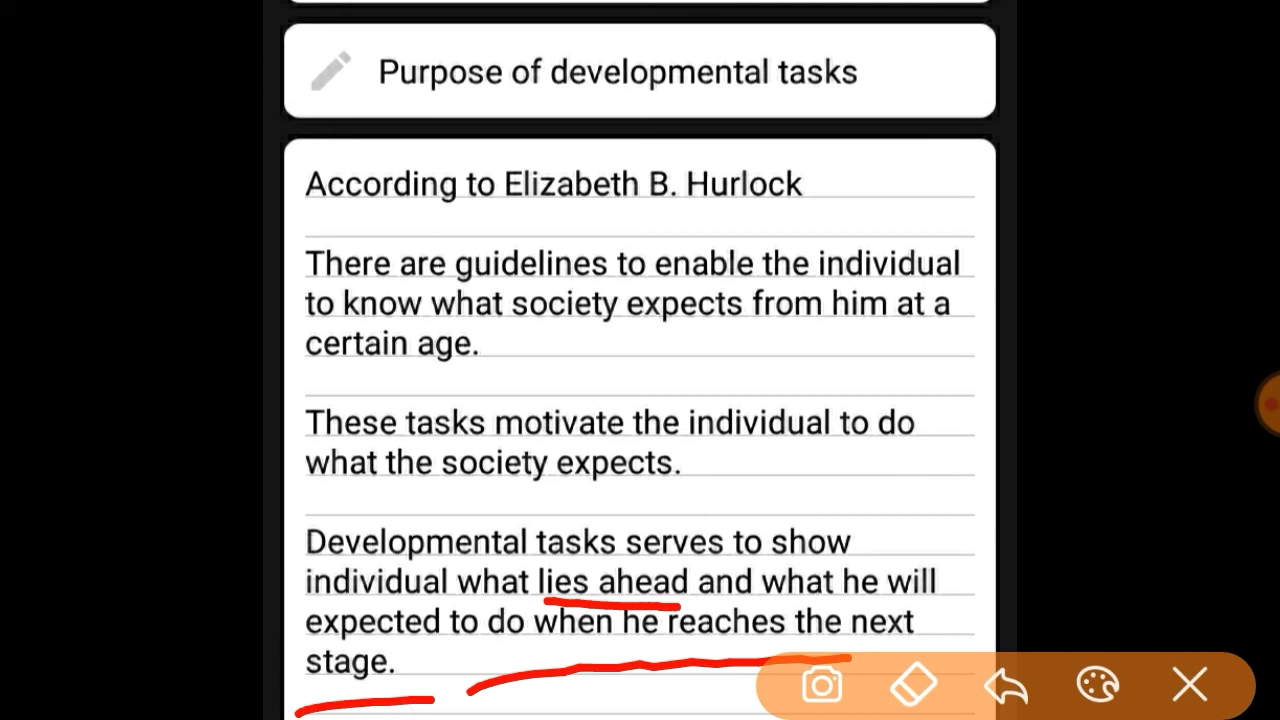 Purpose of developmental tasks
According to Elizabeth B. Hurlock
There are guidelines to enable the individual
to know what society expects from him at a
certain age.
These tasks motivate the individual to do
what the society expects.
Developmental tasks serves to show
individual what lies ahead and what he will
expected to do when he reaches the next
stage.